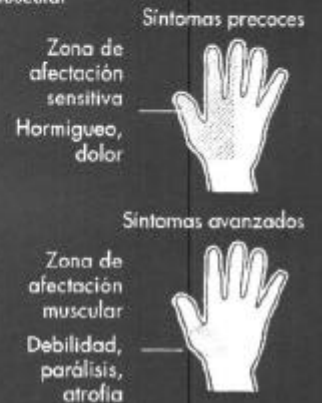 Síntomas precoces
Zona de
afectación
sensitiva
Hormigueo,
dolor
Síntomas avanzados
Zona de
afectación
muscular
Debilidad,
parálisis,
atrofia